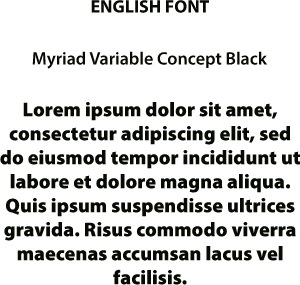 ENGLISH FONT
Myriad Variable Concept Black
Lorem ipsum dolor sit amet,
consectetur adipiscing elit, sed
do eiusmod tempor incididunt ut
labore et dolore magna aliqua.
Quis ipsum suspendisse ultrices
gravida. Risus commodo viverra
maecenas accumsan lacus vel
facilisis.